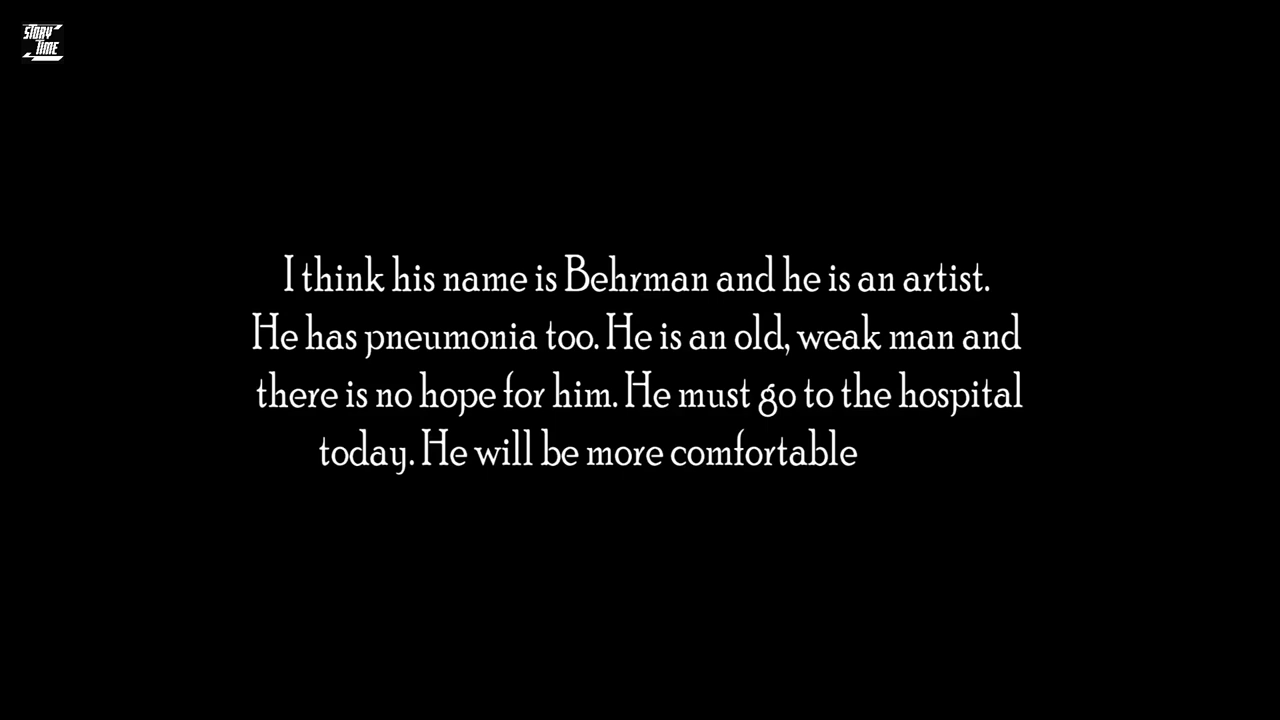 STORY
TIME
I think his name is Behrman and he is an artist.
He has pneumonia too. He is an old, weak man and
there is no hope for him. He must go to the hospital
today. He will be more comfortable